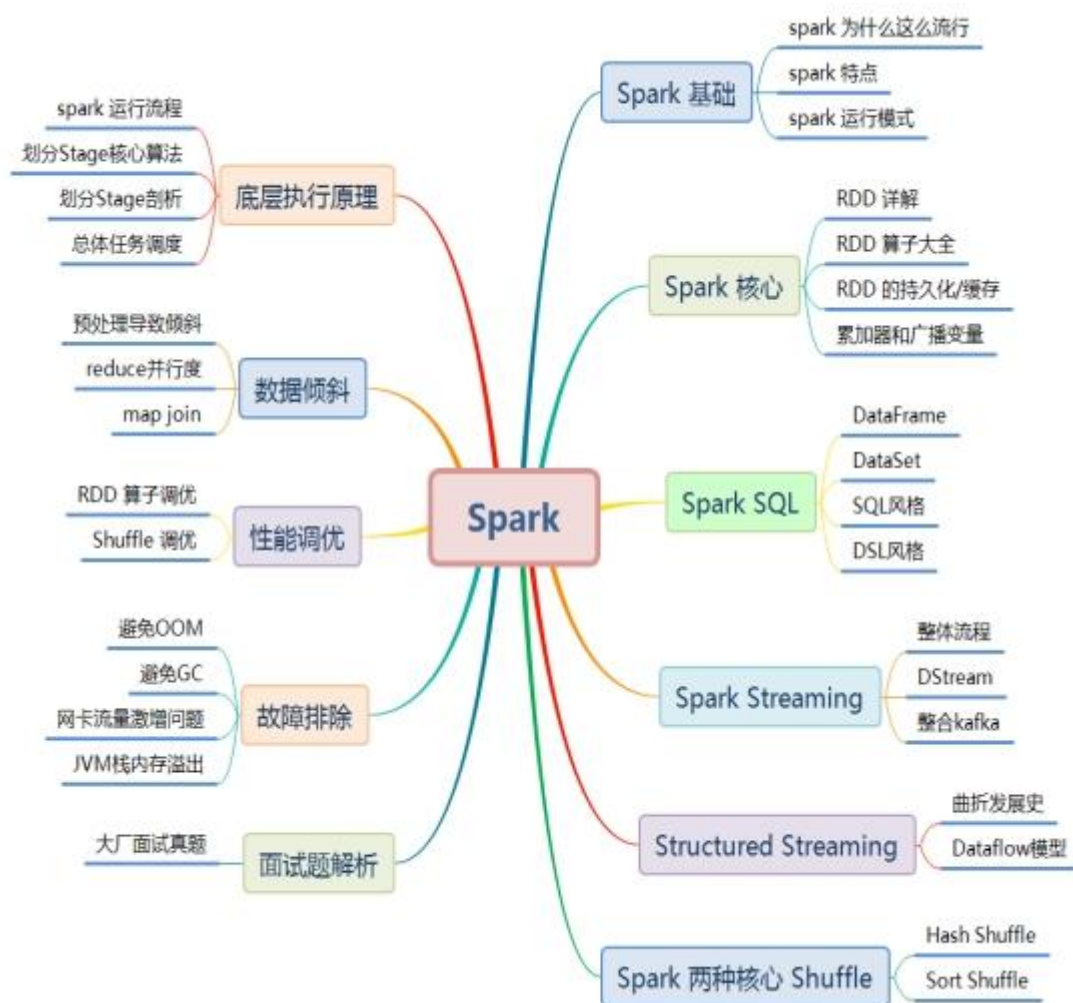 Spark
Spark 基础
spark 为什么这么流行
spark 特点
spark 运行模式
Spark 核心
RDD 详解
RDD 算子大全
RDD 的持久化/缓存
累加器和广播变量
Spark SQL
DataFrame
DataSet
SQL风格
DSL风格
Spark Streaming
整体流程
DStream
整合kafka
Structured Streaming
曲折发展史
Dataflow模型
Spark 两种核心 Shuffle
Hash Shuffle
Sort Shuffle
底层执行原理
spark 运行流程
划分Stage核心算法
划分Stage剖析
总体任务调度
数据倾斜
预处理导致倾斜
reduce并行度
map join
性能调优
RDD 算子调优
Shuffle 调优
故障排除
避免OOM
避免GC
网卡流量激增问题
JVM栈内存溢出
面试题解析
大厂面试真题